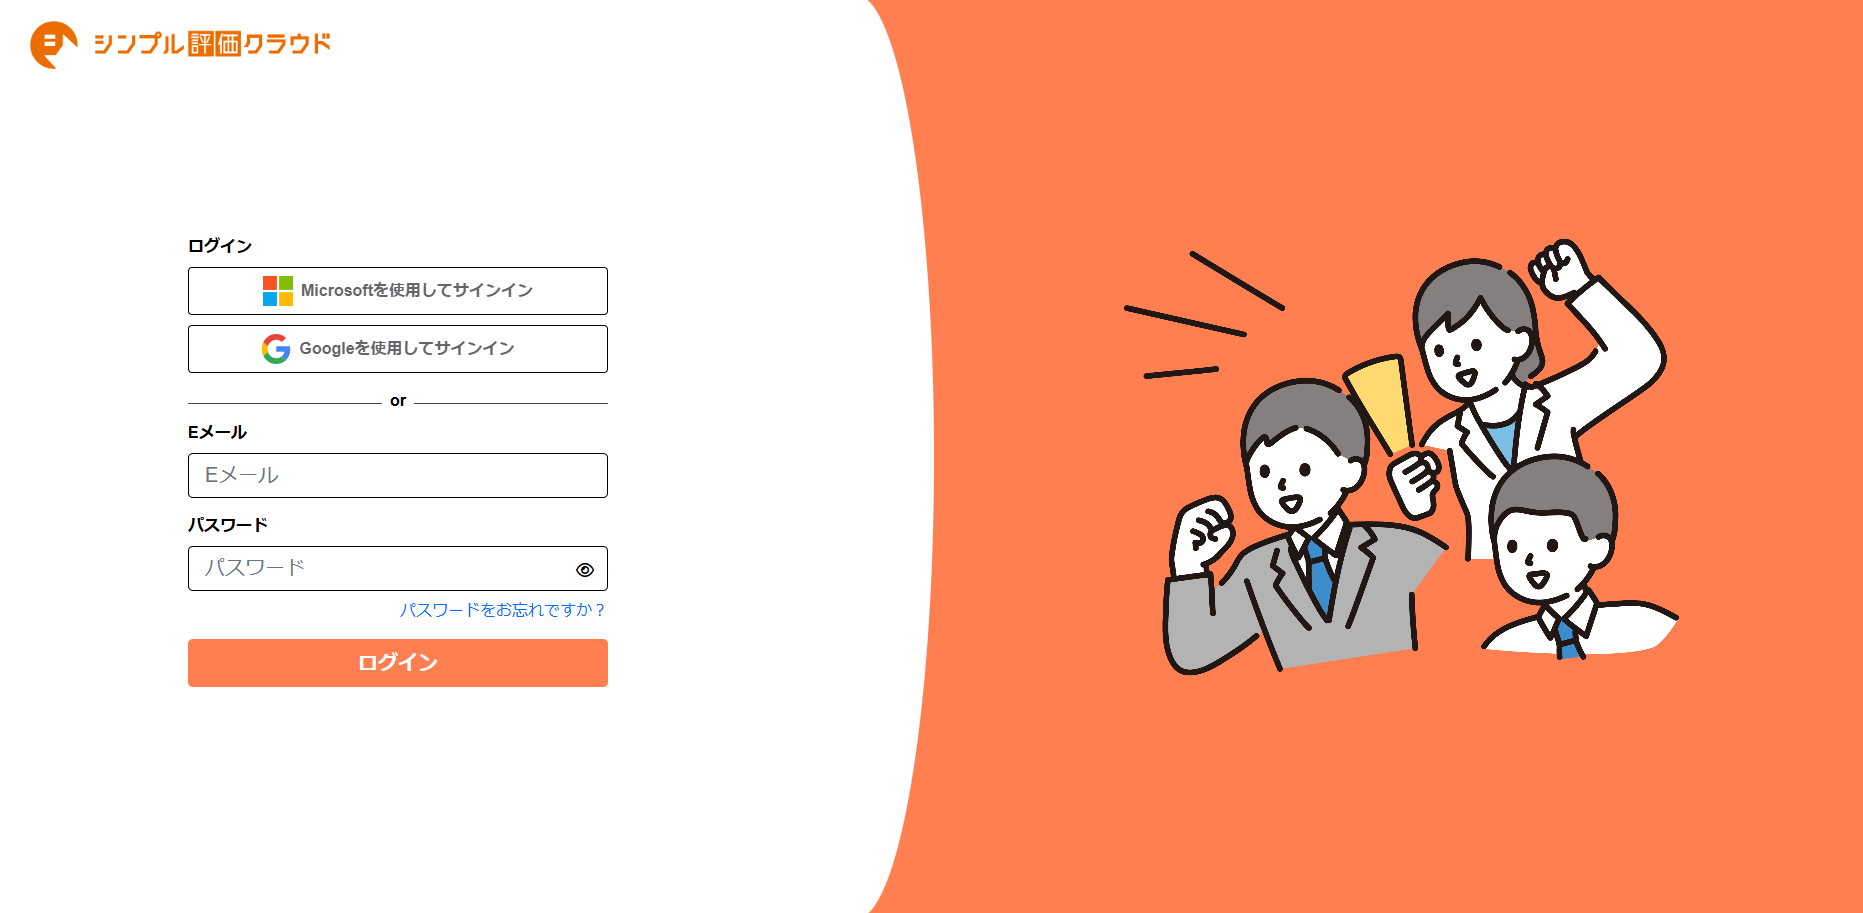 シンプル評価クラウド
ログイン
Microsoftを使用してサインイン
Googleを使用してサインイン
or
Eメール
Eメール
パスワード
パスワード
パスワードをお忘れですか？
ログイン